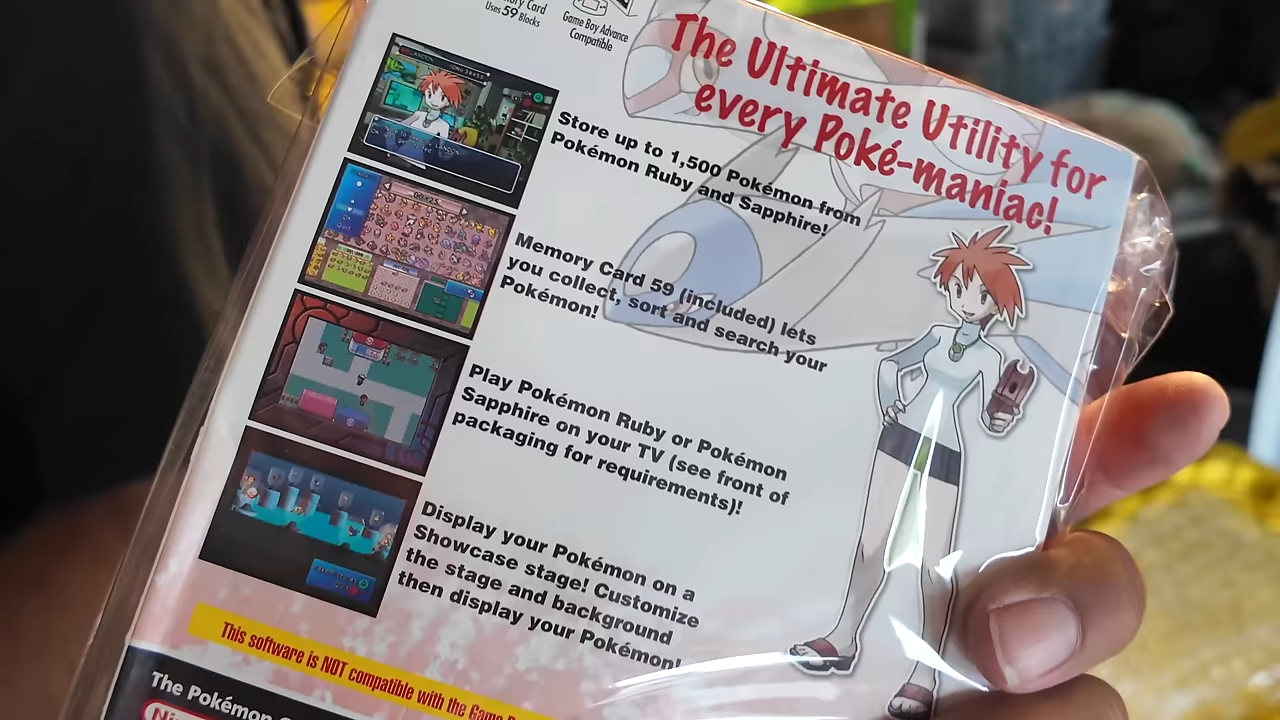 Uses 59 Blocks
Game Boy Advance
Compatible
The Ultimate Utility for
every Poké-maniac!
Store up to 1,500 Pokémon from
Pokémon Ruby and Sapphire!
Memory Card 59 (included) lets
you collect, sort and search your
Pokémon!
Play Pokémon Ruby or Pokémon
Sapphire on your TV (see front of
packaging for requirements)!
Display your Pokémon on a
Showcase stage! Customize
the stage and background
then display your Pokémon!
This software is NOT compatible with the Game
The Pokémon